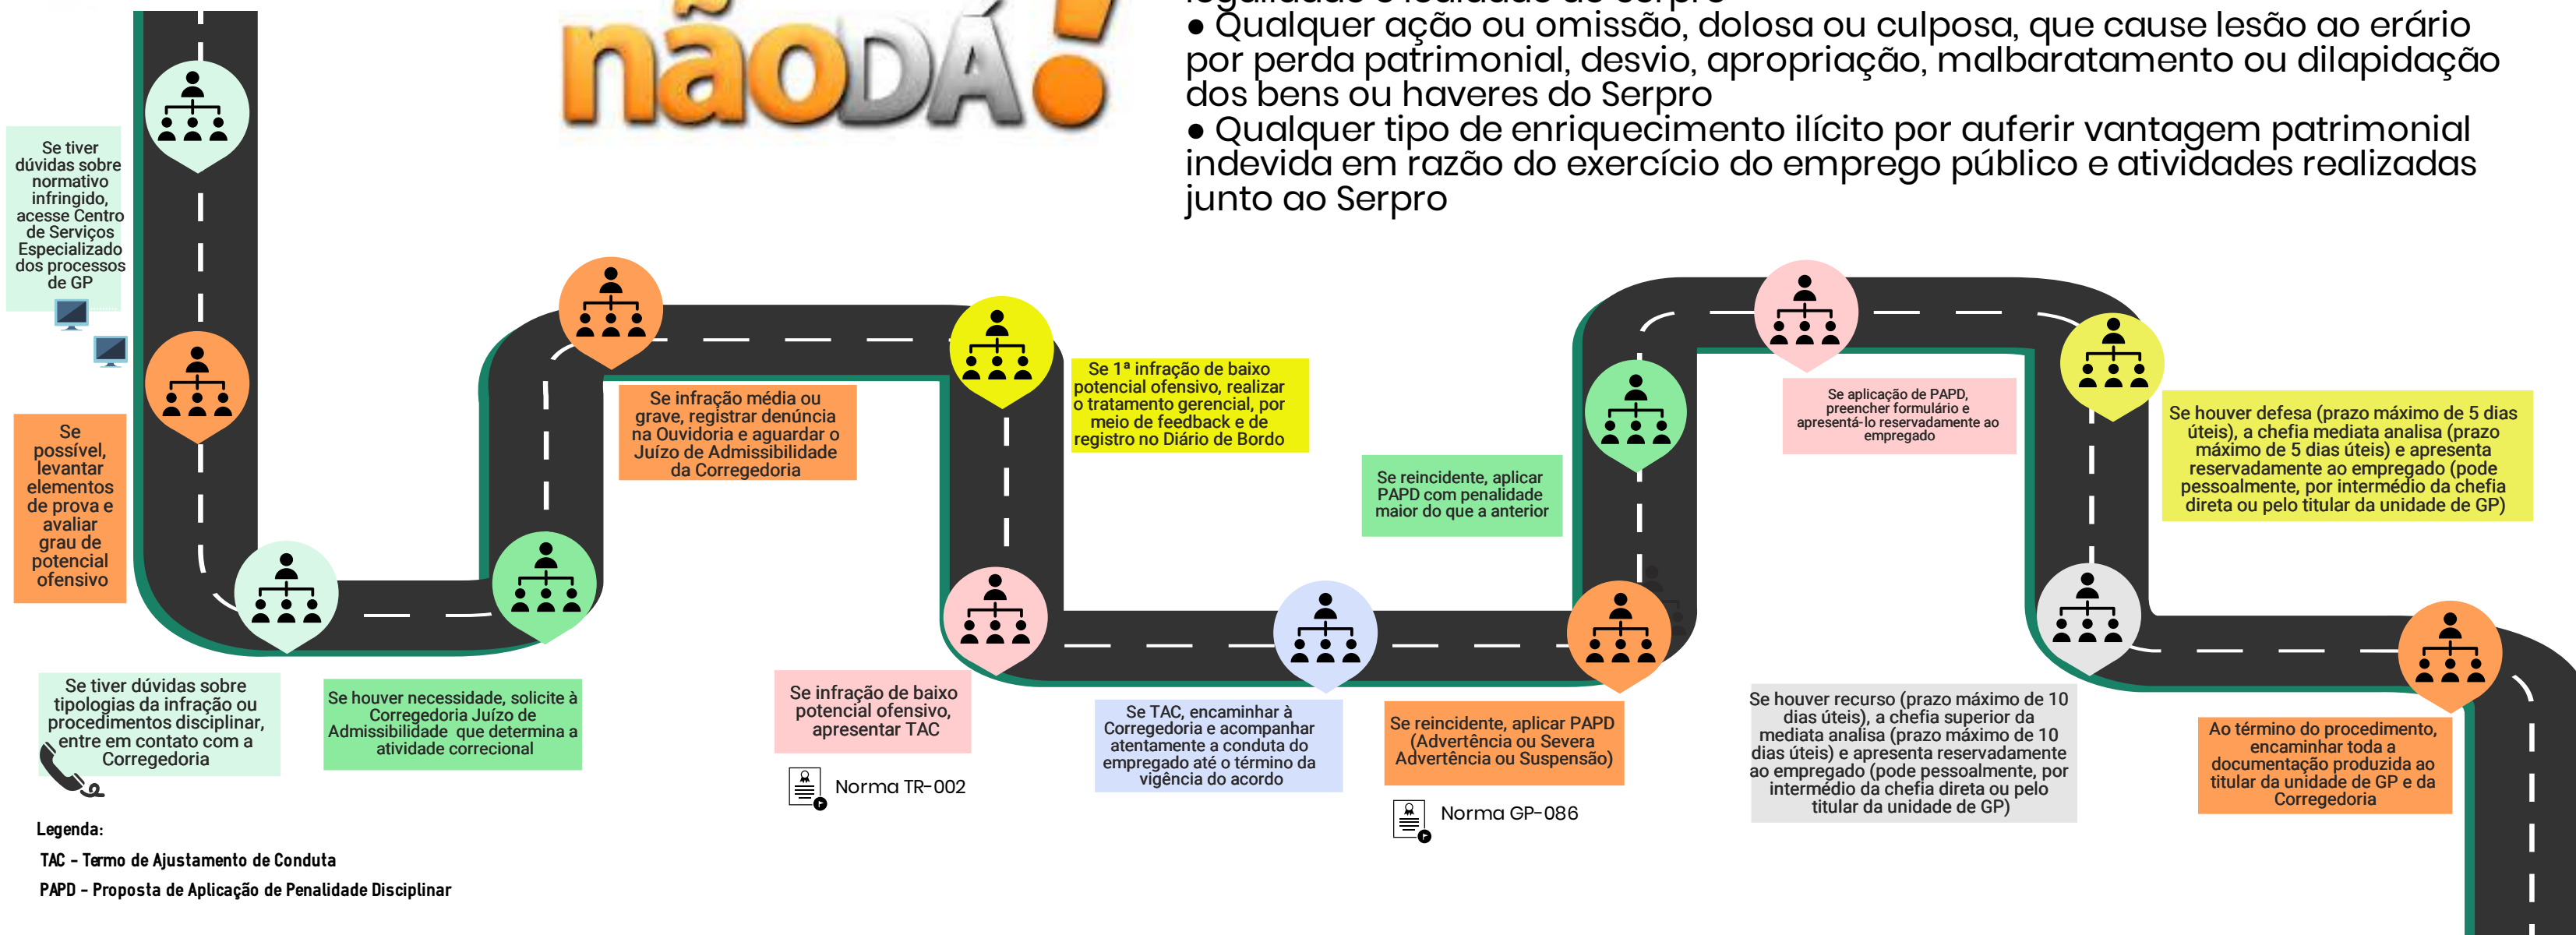 nãoDÁ!
● Qualquer ação ou omissão, dolosa ou culposa, que cause lesão ao erário
por perda patrimonial, desvio, apropriação, malbaratamento ou dilapidação
dos bens ou haveres do Serpro
● Qualquer tipo de enriquecimento ilícito por auferir vantagem patrimonial
indevida em razão do exercício do emprego público e atividades realizadas
junto ao Serpro
Se tiver
dúvidas sobre
normativo
infringido,
acesse Centro
de Serviços
Especializado
dos processos
de GP
Se
possível,
levantar
elementos
de prova e
avaliar
grau de
potencial
ofensivo
Se tiver dúvidas sobre
tipologias da infração ou
procedimentos disciplinar,
entre em contato com a
Corregedoria
Se houver necessidade, solicite à
Corregedoria Juízo de
Admissibilidade que determina a
atividade correcional
Se infração média ou
grave, registrar denúncia
na Ouvidoria e aguardar o
Juízo de Admissibilidade
da Corregedoria
Se 1ª infração de baixo
potencial ofensivo, realizar
o tratamento gerencial, por
meio de feedback e de
registro no Diário de Bordo
Se infração de baixo
potencial ofensivo,
apresentar TAC
Norma TR-002
Se TAC, encaminhar à
Corregedoria e acompanhar
atentamente a conduta do
empregado até o término da
vigência do acordo
Se reincidente, aplicar PAPD
(Advertência ou Severa
Advertência ou Suspensão)
Norma GP-086
Se reincidente, aplicar
PAPD com penalidade
maior do que a anterior
Se aplicação de PAPD,
preencher formulário e
apresentá-lo reservadamente ao
empregado
Se houver defesa (prazo máximo de 5 dias
úteis), a chefia mediata analisa (prazo
máximo de 5 dias úteis) e apresenta
reservadamente ao empregado (pode
pessoalmente, por intermédio da chefia
direta ou pelo titular da unidade de GP)
Se houver recurso (prazo máximo de 10
dias úteis), a chefia superior da
mediata analisa (prazo máximo de 10
dias úteis) e apresenta reservadamente
ao empregado (pode pessoalmente, por
intermédio da chefia direta ou pelo
titular da unidade de GP)
Ao término do procedimento,
encaminhar toda a
documentação produzida ao
titular da unidade de GP e da
Corregedoria
Legenda:
TAC - Termo de Ajustamento de Conduta
PAPD - Proposta de Aplicação de Penalidade Disciplinar